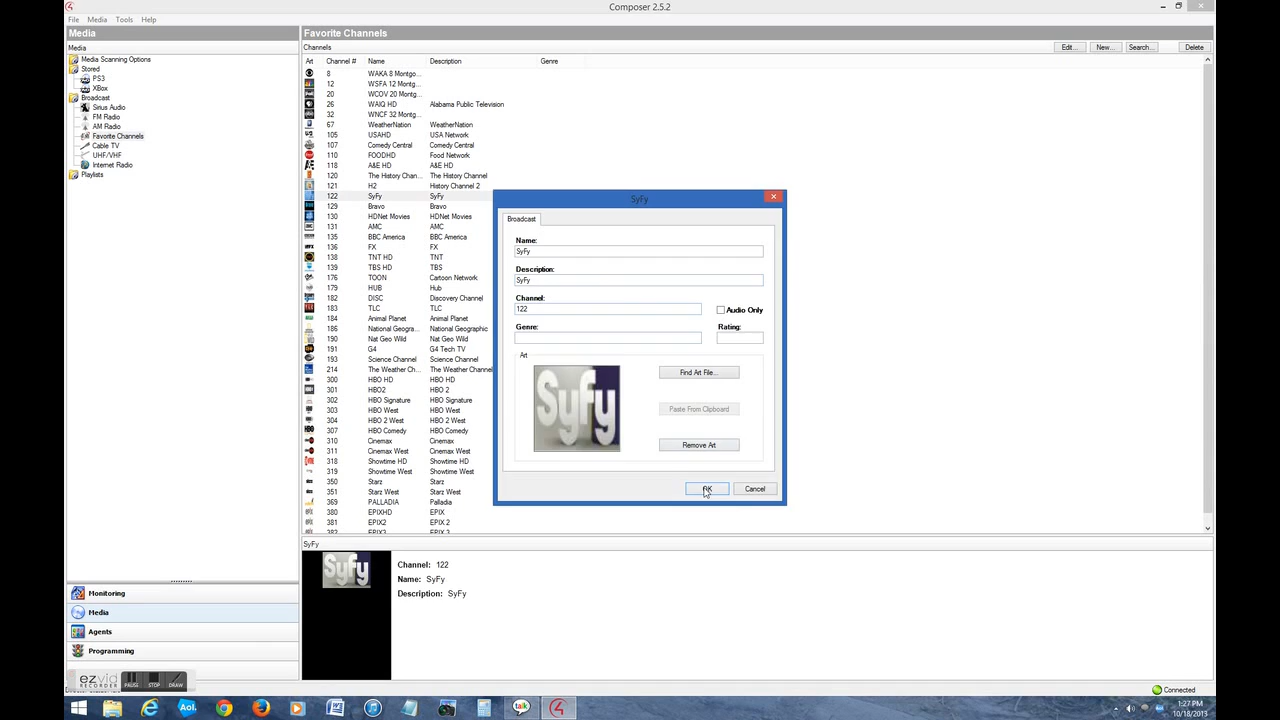 Composer 2.5.2
File Media Tools Help
Media
Favorite Channels
Media
Channels
Edit... New... Search... Delete
Media Scanning Options
Stored
PS3
XBox
Broadcast
Sirius Audio
FM Radio
AM Radio
Favorite Channels
Cable TV
UHF/VHF
Internet Radio
Playlists
Art Channel # Name Description Genre
8 WAKA 8 Montgo...
12 WSFA 12 Montgo...
20 WCOV 20 Montgo...
26 WAIQ HD Alabama Public Television
32 WNCF 32 Montgo...
67 WeatherNation WeatherNation
105 USAHD USA Network
107 Comedy Central Comedy Central
110 FOODHD Food Network
118 A&E HD A&E HD
120 The History Chan... The History Channel
121 H2 History Channel 2
122 SyFy SyFy
129 Bravo Bravo
130 HDNet Movies HDNet Movies
131 AMC AMC
135 BBC America BBC America
136 FX FX
138 TNT HD TNT
139 TBS HD TBS
176 TOON Cartoon Network
179 HUB Hub
182 DISC Discovery Channel
183 TLC TLC
184 Animal Planet Animal Planet
186 National Geogra... National Geographic
190 Nat Geo Wild Nat Geo Wild
191 G4 G4 Tech TV
193 Science Channel Science Channel
214 The Weather Ch... The Weather Channel
300 HBO HD HBO HD
301 HBO2 HBO 2
302 HBO Signature HBO Signature
303 HBO West HBO West
304 HBO 2 West HBO 2 West
307 HBO Comedy HBO Comedy
310 Cinemax Cinemax
311 Cinemax West Cinemax West
318 Showtime HD Showtime HD
319 Showtime West Showtime West
350 Starz Starz
351 Starz West Starz West
369 PALLADIA Palladia
380 EPIXHD EPIX
381 EPIX2 EPIX 2
382 EPIX3 EPIX 3
SyFy
Broadcast
Name:
SyFy
Description:
SyFy
Channel:
122
Audio Only
Genre: Rating:
Art
Syfy
Find Art File...
Paste From Clipboard
Remove Art
OK Cancel
SyFy
Syfy
Channel: 122
Name: SyFy
Description: SyFy
Monitoring
Media
Agents
Programming
ezvid
RECORDER
PAUSE STOP DRAW
Connected
Aol.
talk
1:27 PM
10/18/2013